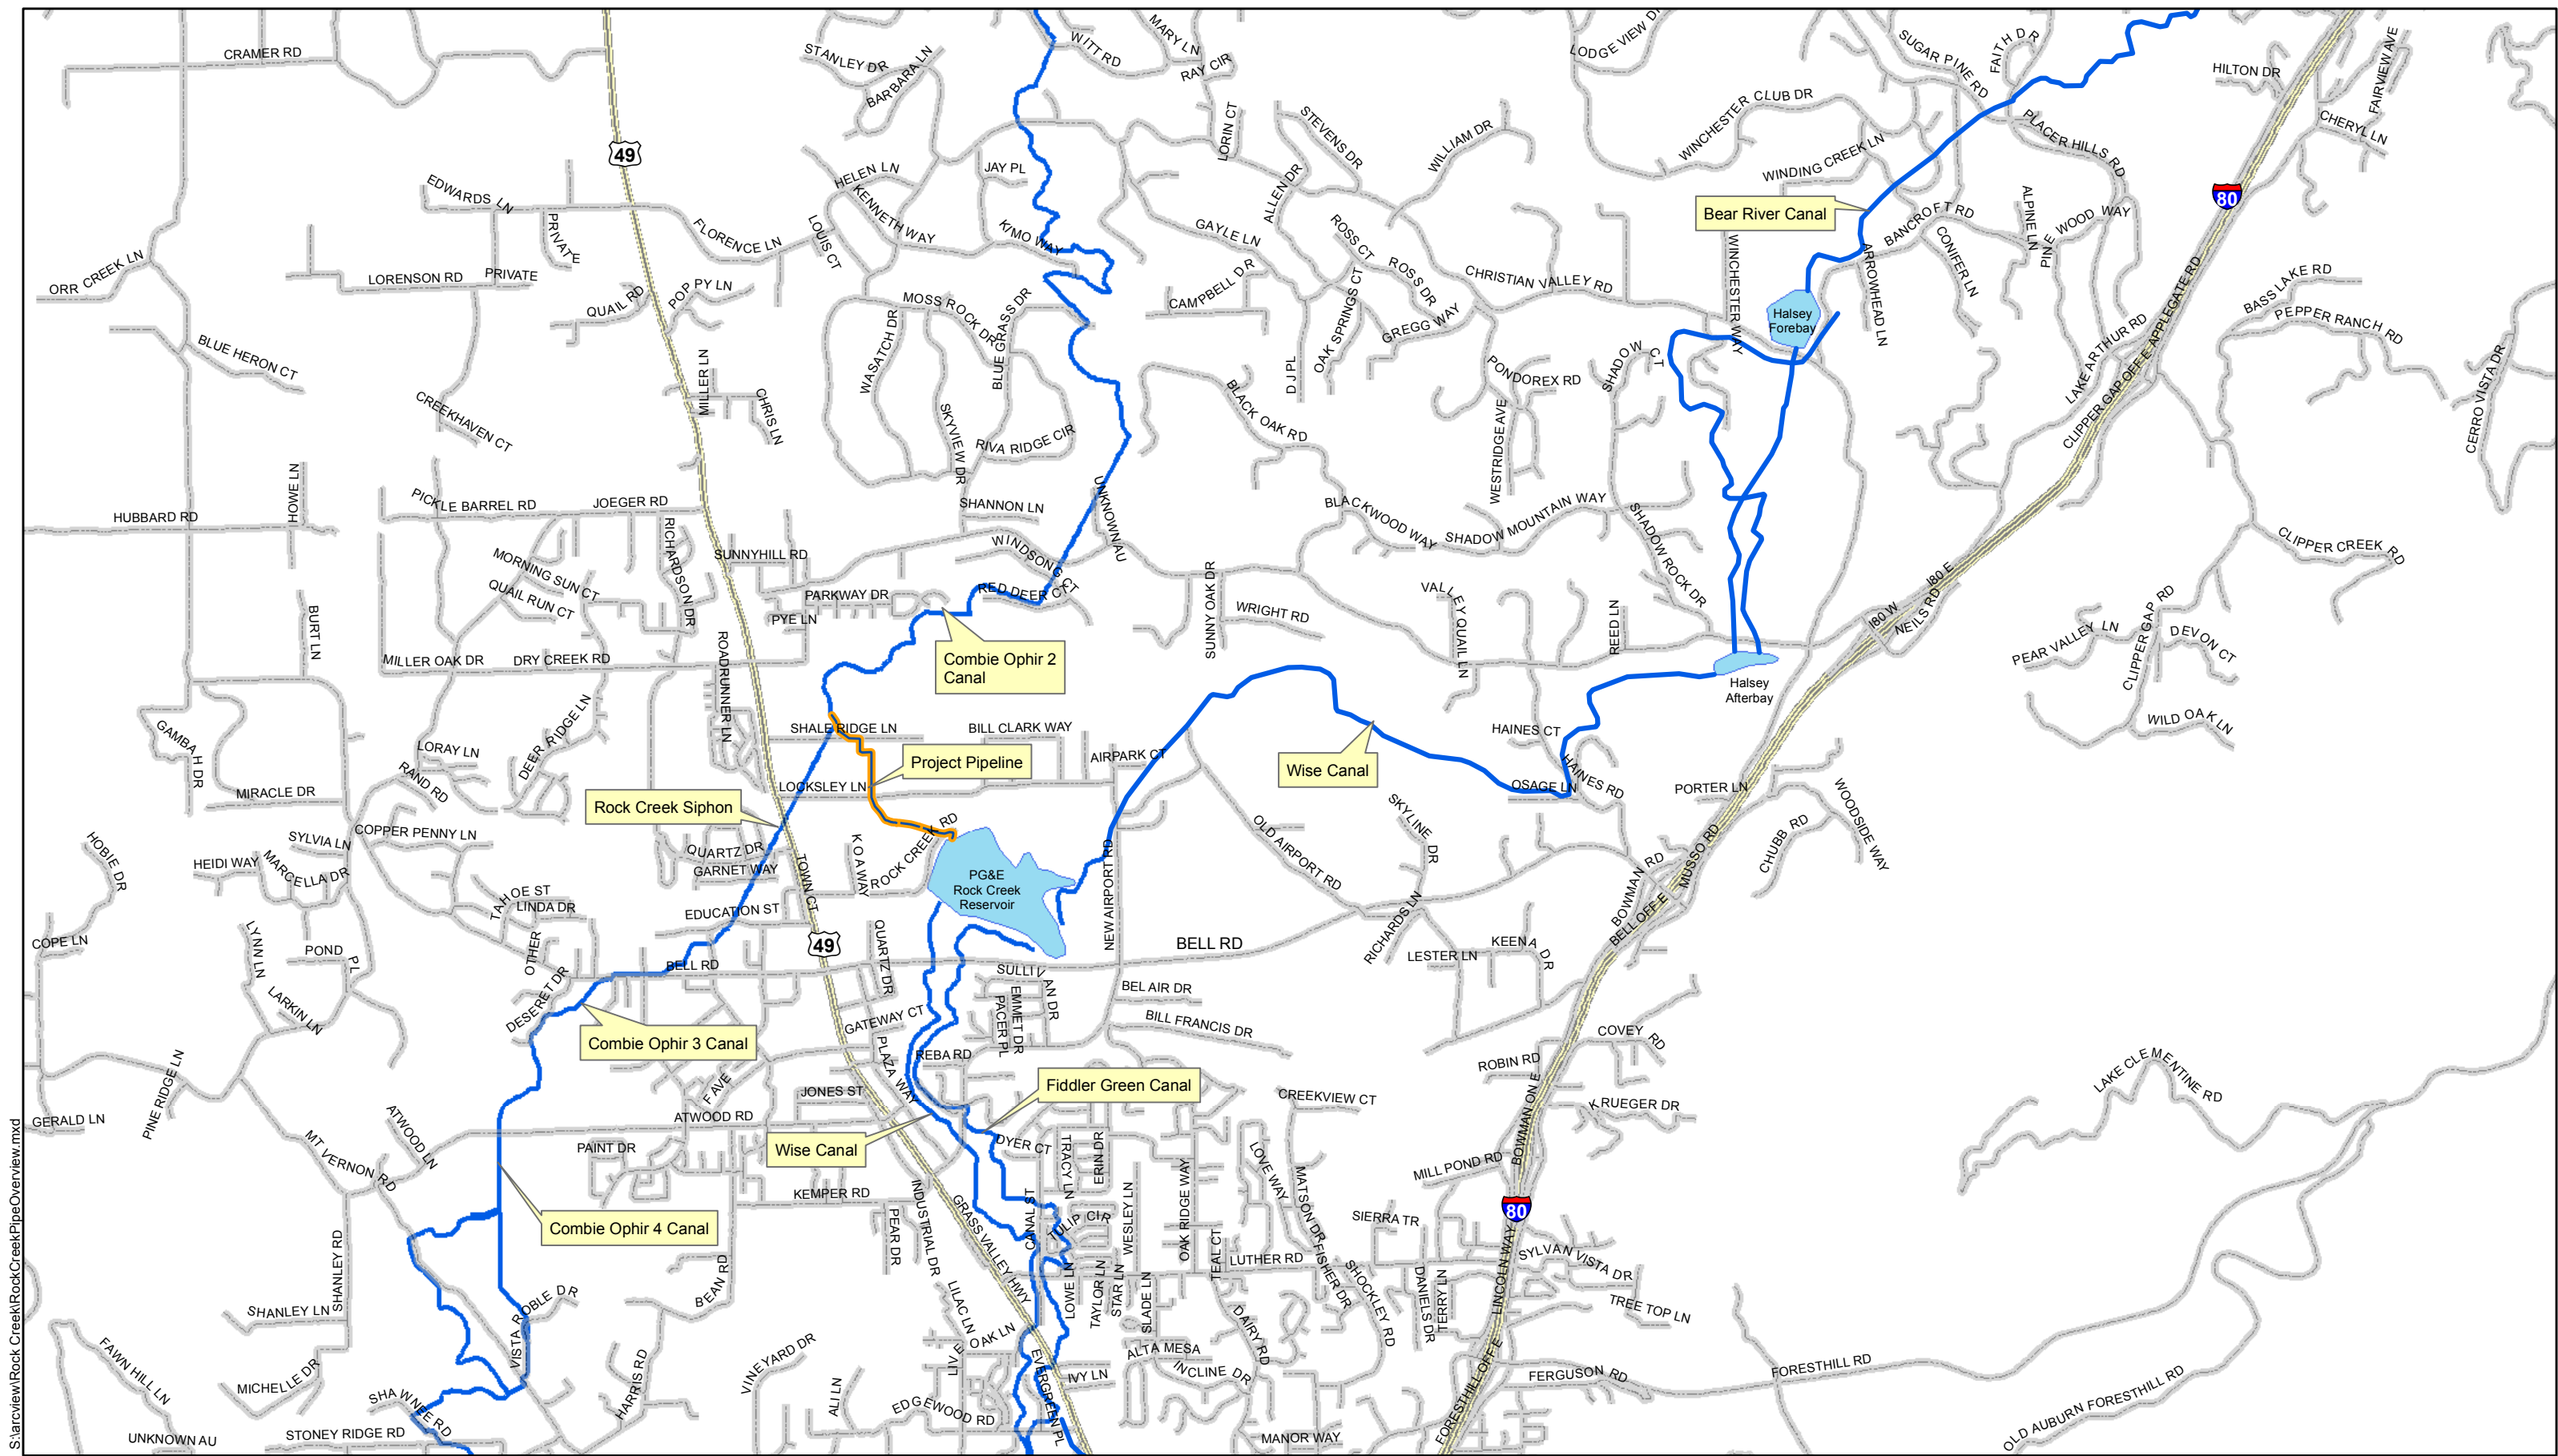 CRAMER RD
STANLEY DR
BARBARA LN
WITT RD
MARY LN
RAY CIR
LODGE VIEW DR
SUGAR PINE RD
FAITH DR
HILTON DR
FAIRVIEW AVE
CHERYL LN
49
80
WINCHESTER CLUB DR
WINDING CREEK LN
PLACER HILLS RD
LORIN CT
STEVENS DR
WILLIAM DR
ALLEN DR
HELEN LN
JAY PL
KENNETH WAY
KIMO WAY
EDWARDS LN
PRIVATE
FLORENCE LN
LOUIS CT
GAYLE LN
ROSS CT
ROSS DR
Bear River Canal
BANCROFT RD
ALPINE LN
PINE WOOD WAY
CONIFER LN
ARROWHEAD LN
WINCHESTER WAY
ORR CREEK LN
LORENSON RD
PRIVATE
QUAIL RD
POPPY LN
MOSS ROCK DR
BLUE GRASS DR
WASATCH DR
CAMPBELL DR
OAK SPRINGS CT
GREGG WAY
CHRISTIAN VALLEY RD
Halsey
Forebay
BASS LAKE RD
PEPPER RANCH RD
LAKE ARTHUR RD
CLIPPER GAP OFF E APPLEGATE RD
CERRO VISTA DR
BLUE HERON CT
CREEKHAVEN CT
MILLER LN
CHRIS LN
SKYVIEW DR
RIVA RIDGE CIR
D J PL
BLACK OAK RD
PONDOREX RD
SHADOW CT
WESTRIDGE AVE
HOWE LN
HUBBARD RD
PICKLE BARREL RD
JOEGER RD
SHANNON LN
UNKNOWN AU
BLACKWOOD WAY
SHADOW MOUNTAIN WAY
SHADOW ROCK DR
RICHARDSON DR
SUNNYHILL RD
WINDSONG CT
RED DEER CT
MORNING SUN CT
QUAIL RUN CT
PARKWAY DR
PYE LN
SUNNY OAK DR
WRIGHT RD
VALLEY QUAIL LN
REED LN
I80 W
I80 E
NEILS RD
CLIPPER CREEK RD
CLIPPER GAP RD
PEAR VALLEY LN
DEVON CT
WILD OAK LN
BURT LN
MILLER OAK DR
DRY CREEK RD
ROADRUNNER LN
Combie Ophir 2
Canal
Halsey
Afterbay
GAMBAH DR
DEER RIDGE LN
LORAY LN
RAND RD
MIRACLE DR
SHALE RIDGE LN
BILL CLARK WAY
AIRPARK CT
Project Pipeline
LOCKSLEY LN
Wise Canal
HAINES CT
HAINES RD
OSAGE LN
PORTER LN
WOODSIDE WAY
CHUBB RD
Rock Creek Siphon
HOBIE DR
SYLVIA LN
COPPER PENNY LN
HEIDI WAY
MARCELLA DR
QUARTZ DR
GARNET WAY
TOWN CT
K O A WAY
ROCK CREEK RD
PG&E
Rock Creek
Reservoir
NEW AIRPORT RD
OLD AIRPORT RD
SKYLINE DR
RICHARDS LN
BOWMAN RD
MUSSO RD
BELL OFF E
TAHOE ST
LINDA DR
OTHER
EDUCATION ST
COPE LN
LYNN LN
POND PL
49
BELL RD
QUARTZ DR
BELL RD
KEENA DR
LESTER LN
DESERET DR
LARKIN LN
SULLIVAN DR
EMMET DR
PACER PL
BEL AIR DR
BILL FRANCIS DR
GATEWAY CT
Combie Ophir 3 Canal
PLAZA WAY
REBA RD
COVEY RD
ROBIN RD
KRUEGER DR
BOWMAN ON E
LAKE CLEMENTINE RD
PINE RIDGE LN
GERALD LN
F AVE
JONES ST
Fiddler Green Canal
CREEKVIEW CT
ATWOOD RD
ATWOOD LN
MT VERNON RD
PAINT DR
Wise Canal
DYER CT
TRACY LN
ERIN DR
LOVE WAY
MATSON DR
MILL POND RD
KEMPER RD
PEAR DR
INDUSTRIAL DR
GRASS VALLEY HWY
CANAL ST
TULIP CIR
WESLEY LN
OAK RIDGE WAY
TEAL CT
SIERRA TR
80
Combie Ophir 4 Canal
SHANLEY RD
BEAN RD
LILAC LN
LOWE LN
TAYLOR LN
STAR LN
SLADE LN
LUTHER RD
FISHER DR
SHOCKLEY RD
DANIELS DR
TERRY LN
LINCOLN WAY
SYLVAN VISTA DR
TREE TOP LN
SHANLEY LN
VISTA ROBLE DR
FAWN HILL LN
MICHELLE DR
SHAWNEE RD
HARRIS RD
VINEYARD DR
ALI LN
LIVE OAK LN
EVERGREEN PL
ALTA MESA
IVY LN
INCLINE DR
DAIRY RD
FORESTHILL OFF E
FERGUSON RD
FORESTHILL RD
OLD AUBURN FORESTHILL RD
UNKNOWN AU
STONEY RIDGE RD
EDGEWOOD RD
MANOR WAY
S:\arcview\Rock Creek\RockCreekPipeOverview.mxd